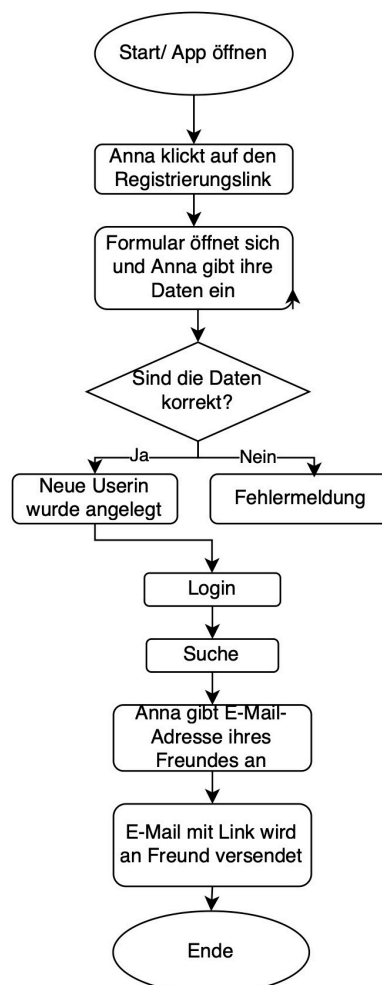 Start/ App öffnen
Anna klickt auf den
Registrierungslink
Formular öffnet sich
und Anna gibt ihre
Daten ein
Sind die Daten
korrekt?
Ja
Nein
Neue Userin
wurde angelegt
Fehlermeldung
Login
Suche
Anna gibt E-Mail-
Adresse ihres
Freundes an
E-Mail mit Link wird
an Freund versendet
Ende